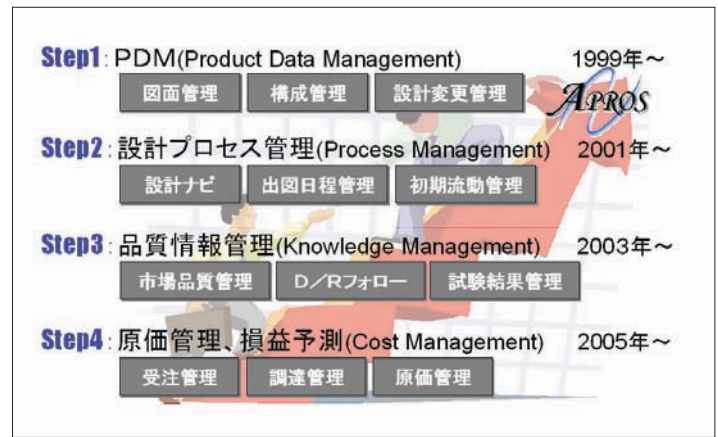 Step1:PDM(Product Data Management) 1999年～
図面管理 構成管理 設計変更管理 APROS
Step2:設計プロセス管理(Process Management) 2001年～
設計ナビ 出図日程管理 初期流動管理
Step3:品質情報管理(Knowledge Management) 2003年～
市場品質管理 D／Rフォロー 試験結果管理
Step4:原価管理、損益予測(Cost Management) 2005年～
受注管理 調達管理 原価管理